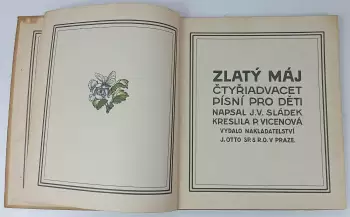 ZLATÝ MÁJ
ČTYŘIADVACET
PÍSNÍ PRO DĚTI
NAPSAL J.V. SLÁDEK
KRESLILA P. VICENOVÁ
VYDALO NAKLADATELSTVÍ
J. OTTO SP. S R.O. V PRAZE.